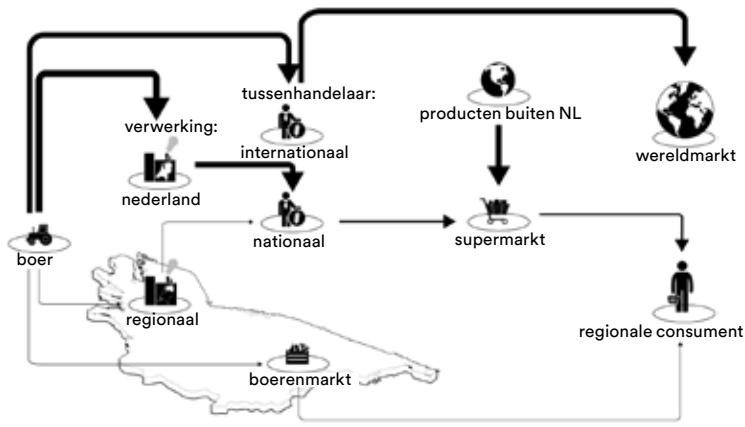 tussenhandelaar:
producten buiten NL
verwerking:
internationaal
wereldmarkt
nederland
nationaal
supermarkt
boer
regionaal
regionale consument
boerenmarkt